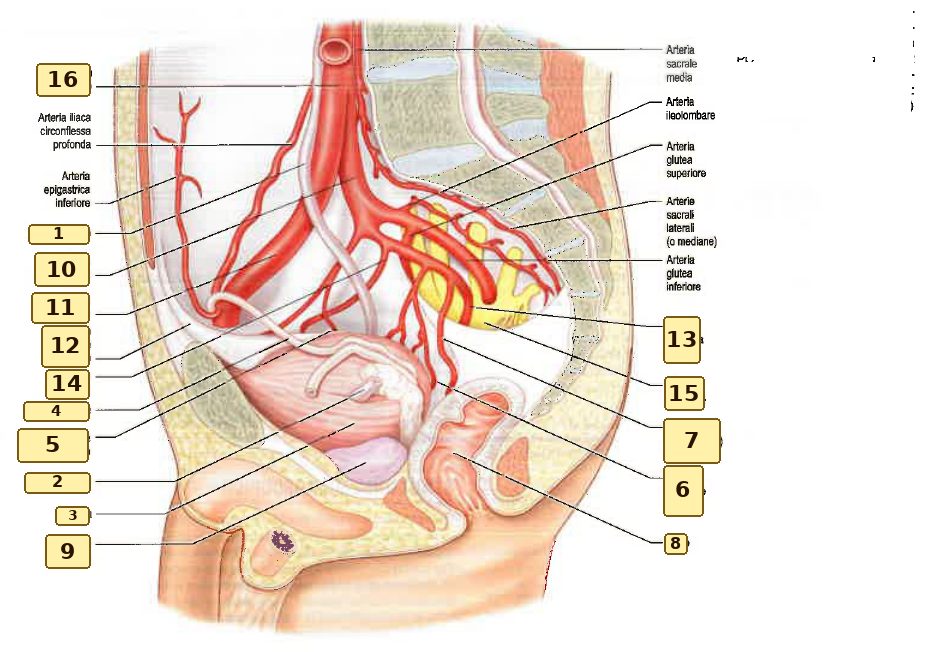 Arteria
sacrale
media
16
Arteria
ileolombare
Arteria iliaca
circonflessa
profonda
Arteria
glutea
superiore
Arteria
epigastrica
inferiore
Arterie
sacrali
laterali
(o mediane)
1
10
Arteria
glutea
inferiore
11
12
13
14
15
4
5
7
2
6
3
9
8